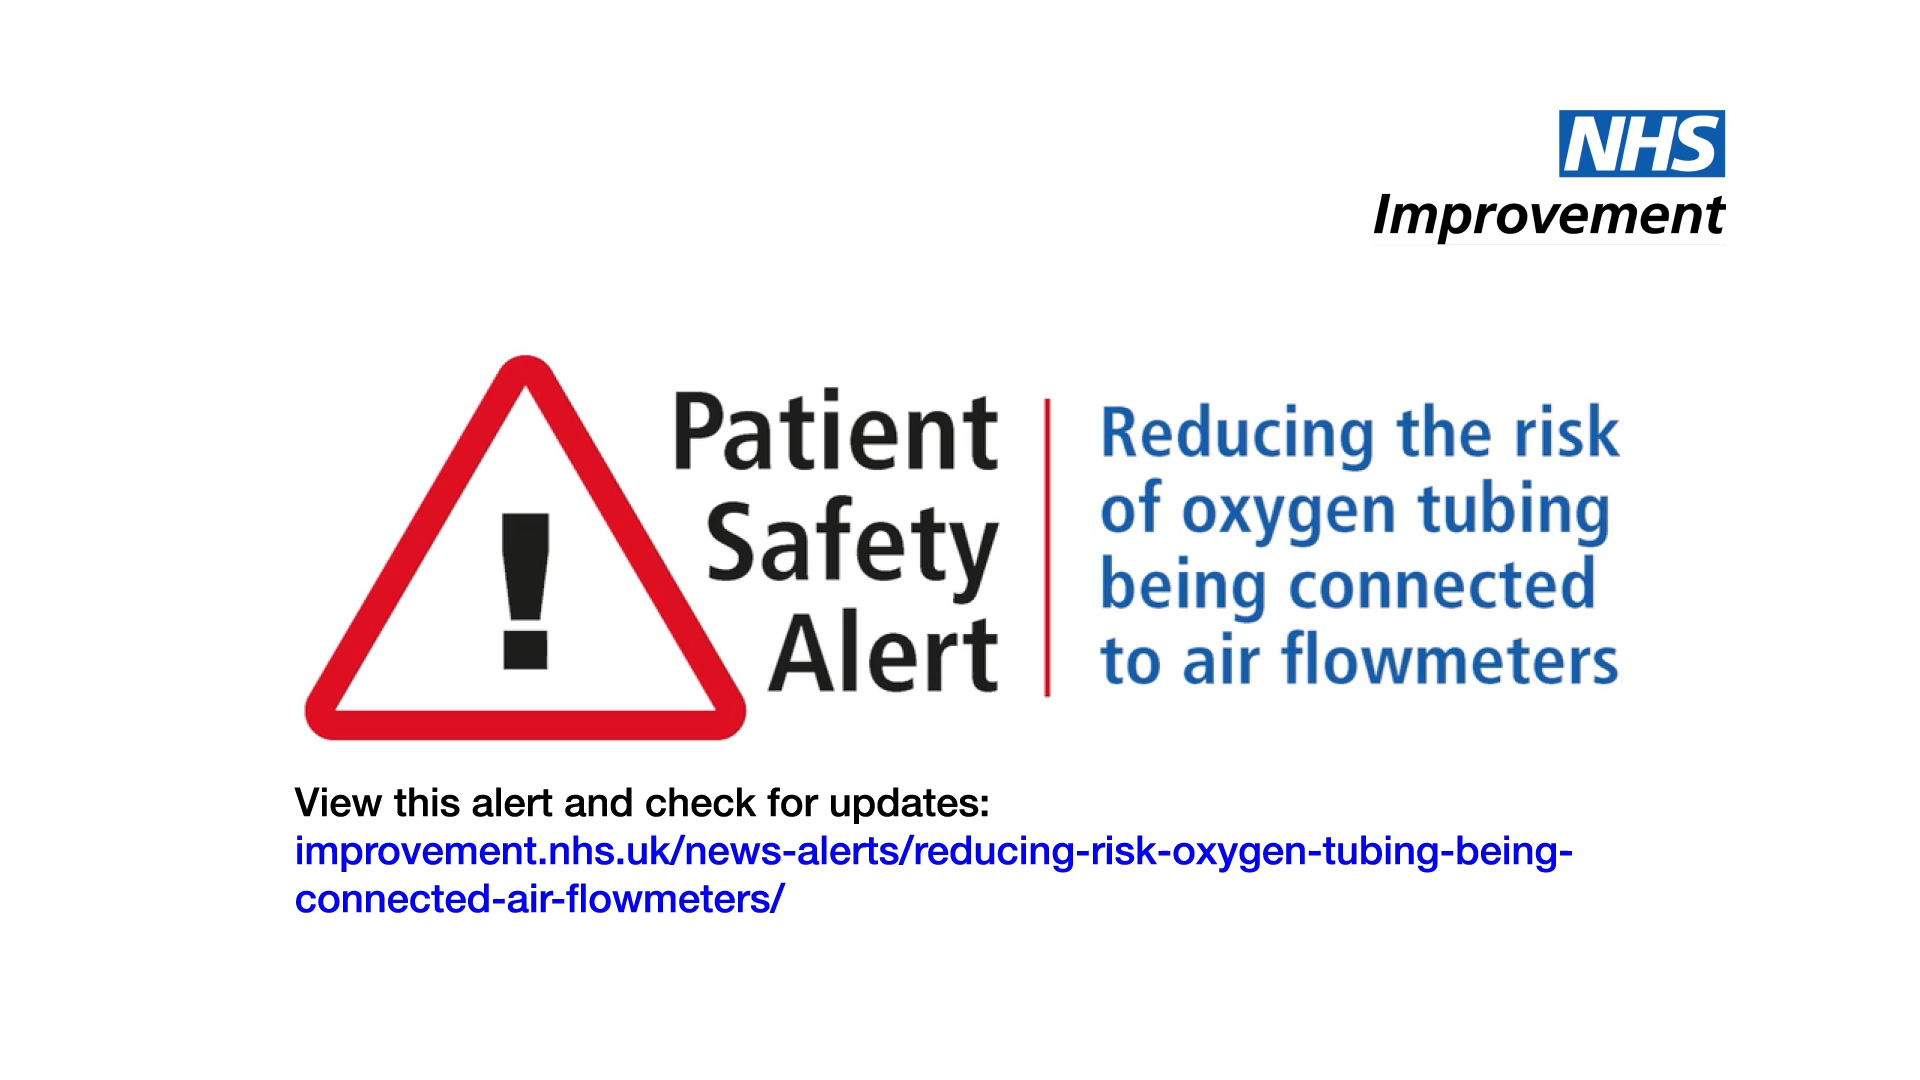 NHS
Improvement
!
Patient
Safety
Alert
Reducing the risk
of oxygen tubing
being connected
to air flowmeters
View this alert and check for updates:
improvement.nhs.uk/news-alerts/reducing-risk-oxygen-tubing-being-
connected-air-flowmeters/